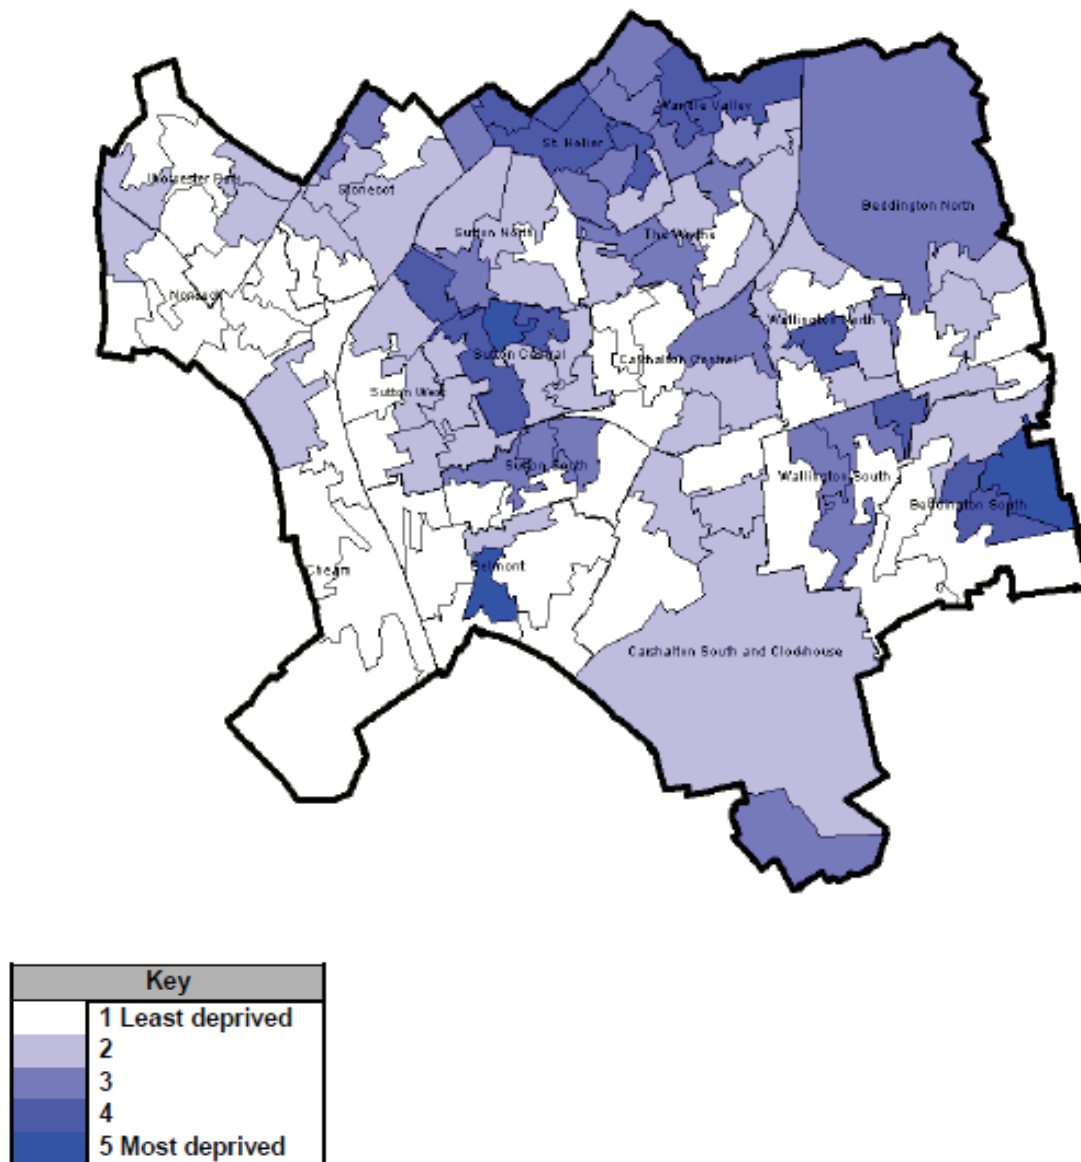 Wandle Valley
St. Helier
Worcester Park
Stonecot
Beddington North
Sutton North
The Wrythe
Nonsuch
Wallington North
Sutton Central
Carshalton Central
Sutton West
Sutton South
Wallington South
Beddington South
Belmont
Cheam
Carshalton South and Clockhouse
Key
1 Least deprived
2
3
4
5 Most deprived